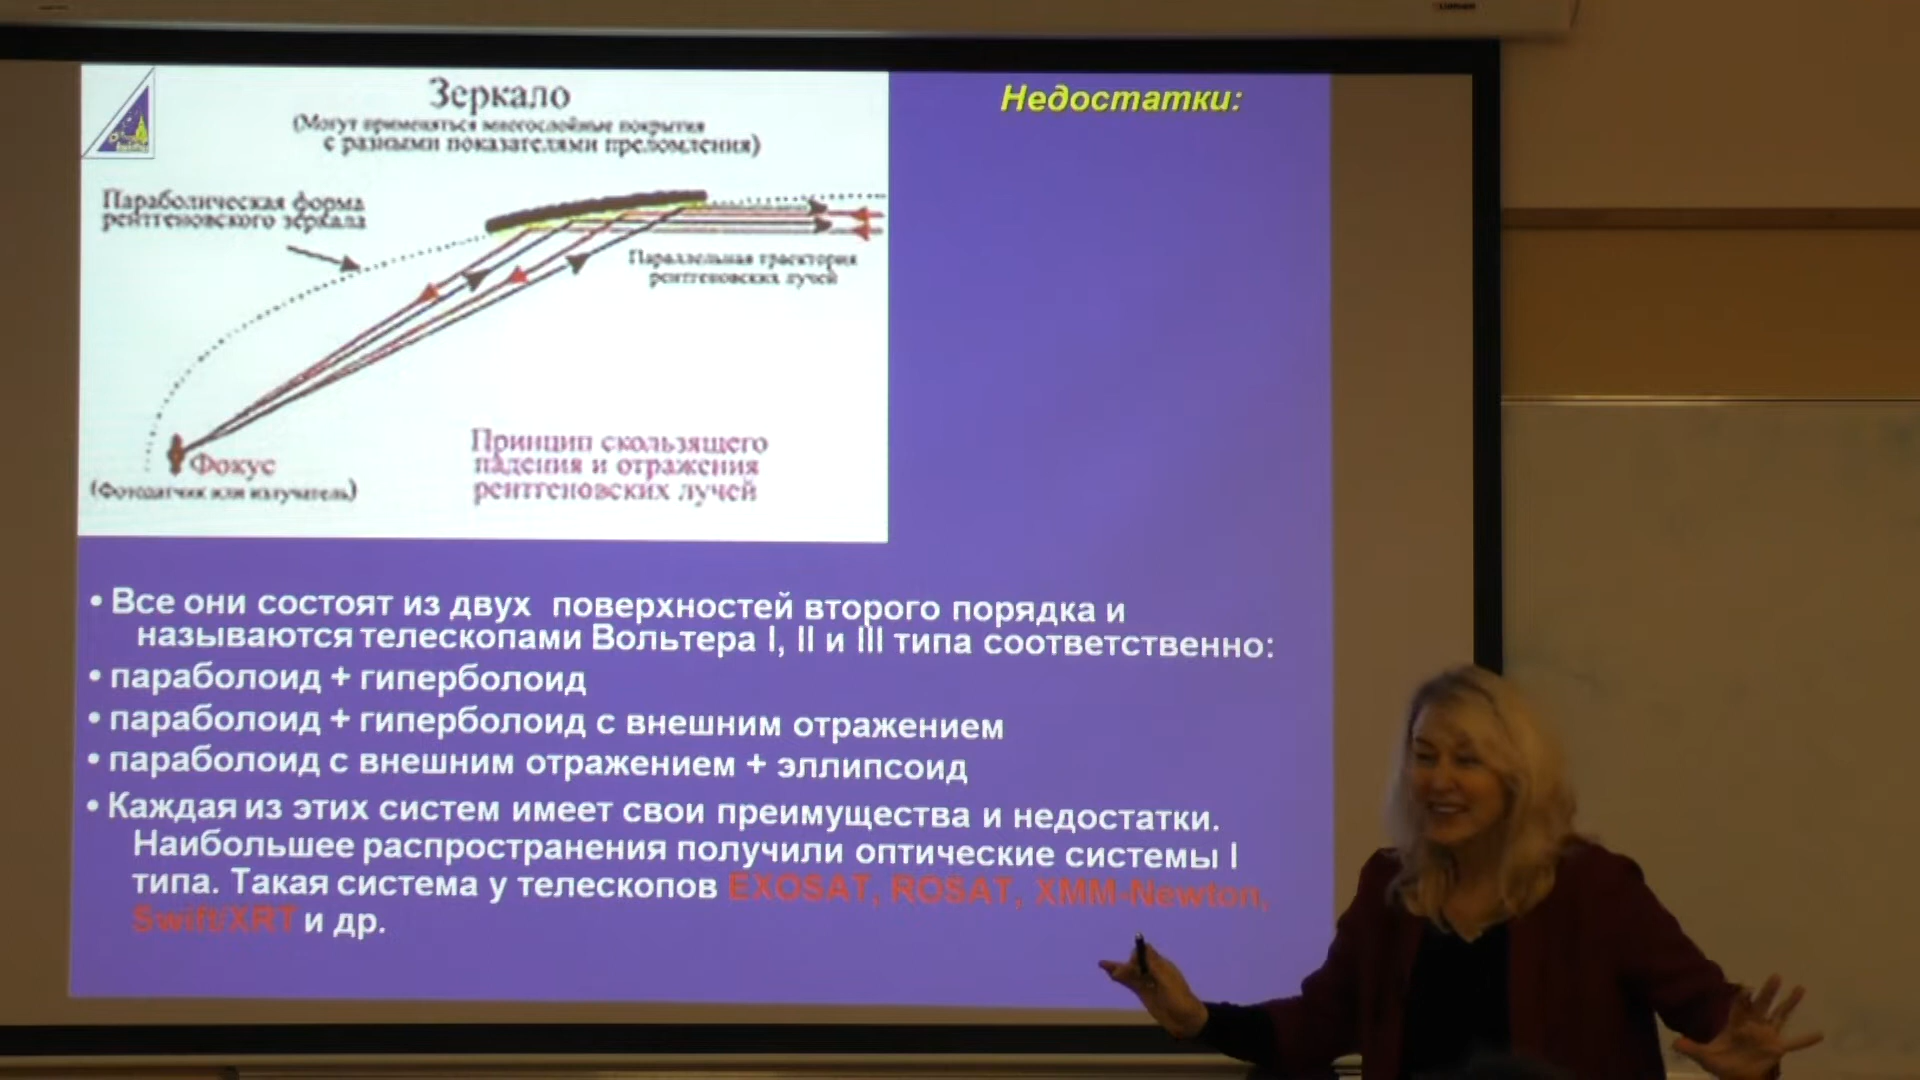 Зеркало
(Могут применяться многослойные покрытия
с разными показателями преломления)
Параболическая форма
рентгеновского зеркала
Параллельная траектория
рентгеновских лучей
Фокус
(Фотодатчик или излучатель)
Принцип скользящего
падения и отражения
рентгеновских лучей
Недостатки:
• Все они состоят из двух поверхностей второго порядка и
называются телескопами Вольтера I, II и III типа соответственно:
• параболоид + гиперболоид
• параболоид + гиперболоид с внешним отражением
• параболоид с внешним отражением + эллипсоид
• Каждая из этих систем имеет свои преимущества и недостатки.
Наибольшее распространения получили оптические системы I
типа. Такая система у телескопов EXOSAT, ROSAT, XMM-Newton,
Swift/XRT и др.